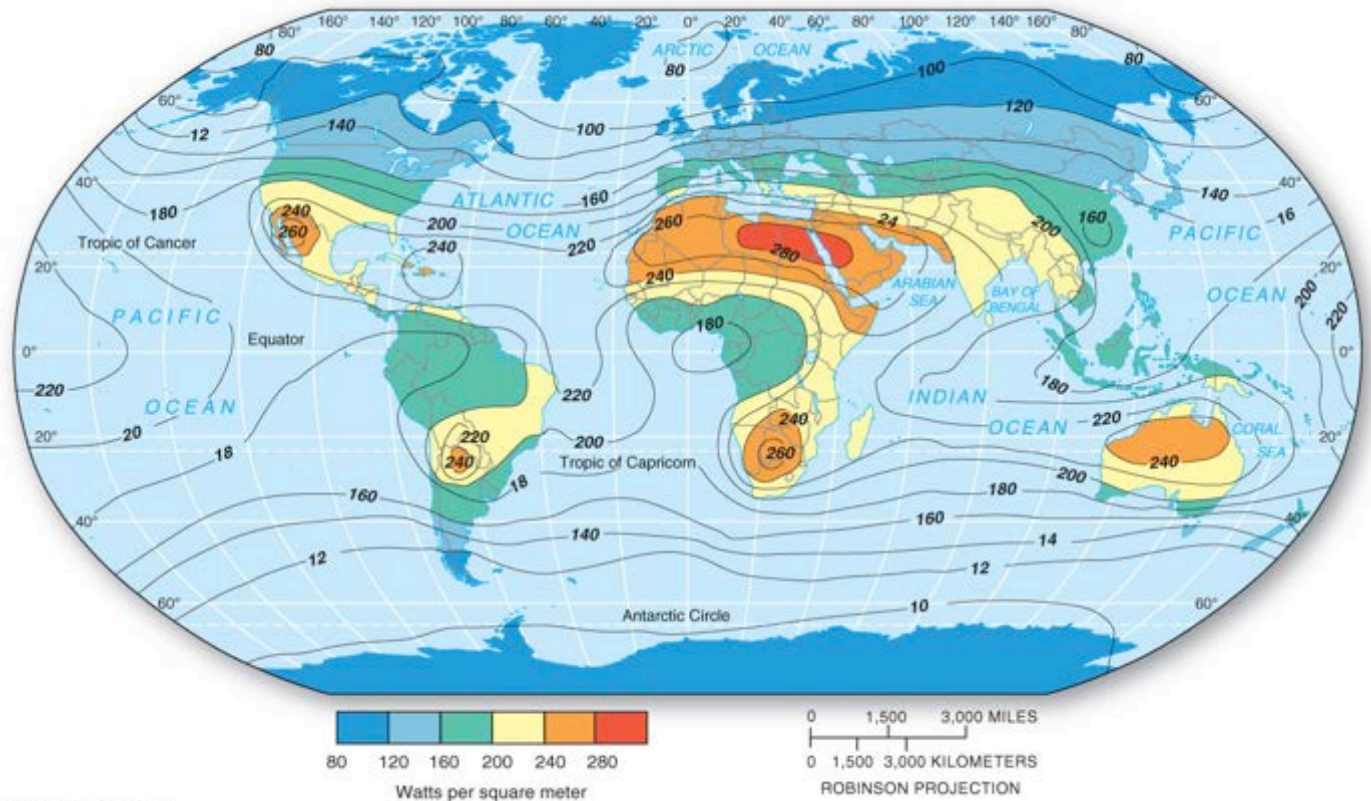 160° 140° 120° 100° 80° 60° 40° 20° 0° 20° 40° 60° 80° 100° 120° 140° 160°
80° 80°
80 ARCTIC OCEAN 80
80
100
60° 60°
12 140 100 120
40° 40°
180 ATLANTIC 160 140
240 200 OCEAN 260 24 200 160 16
260 220 PACIFIC
Tropic of Cancer 240 280
20° 240 ARABIAN SEA BAY OF BENGAL 20°
OCEAN 200
PACIFIC 180 220
Equator
0° 0°
220 180
OCEAN 220 INDIAN
20 240 220
20° 220 200 OCEAN CORAL SEA 20°
18 240 Tropic of Capricorn 260 240
18 200
160 180
40° 160 40°
140 14
12 12
60° 10 60°
Antarctic Circle
80 120 160 200 240 280
Watts per square meter
0 1,500 3,000 MILES
0 1,500 3,000 KILOMETERS
ROBINSON PROJECTION